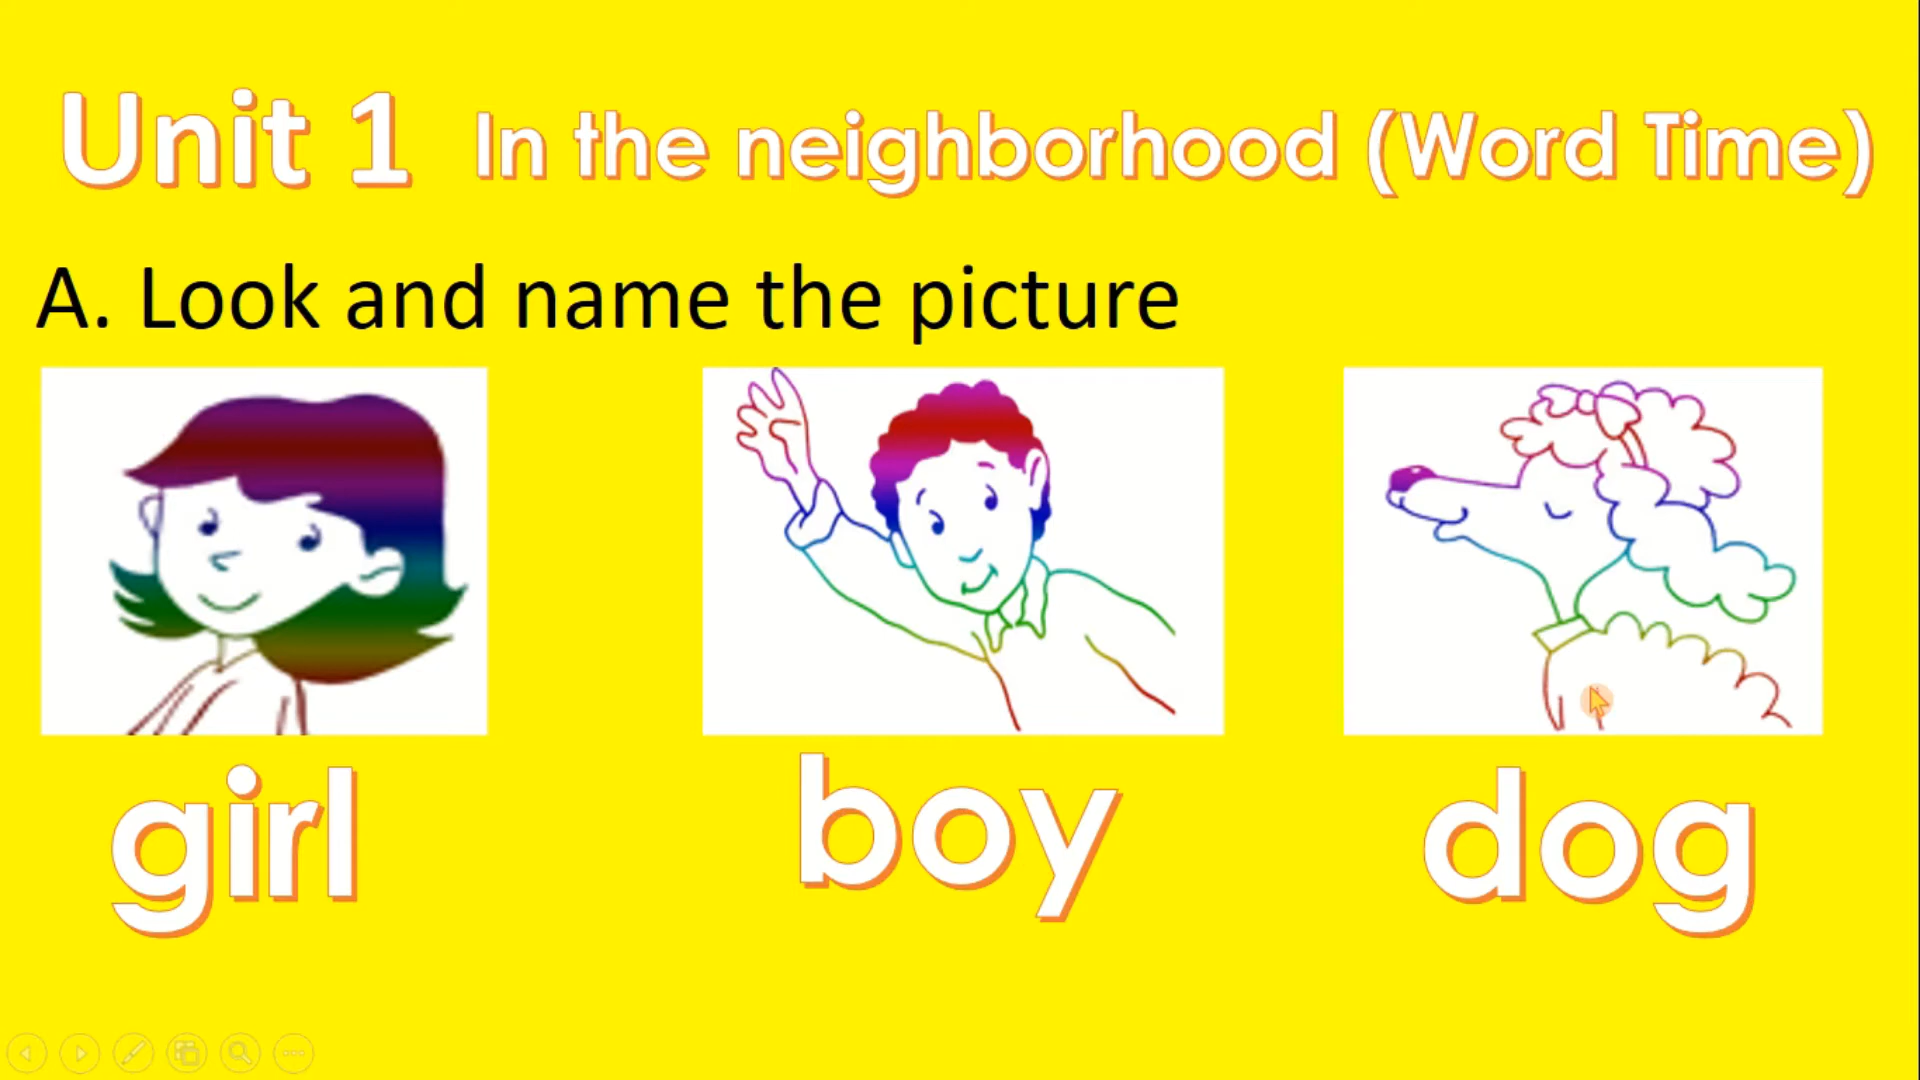 Unit 1 In the neighborhood (Word Time)
A. Look and name the picture
girl boy dog